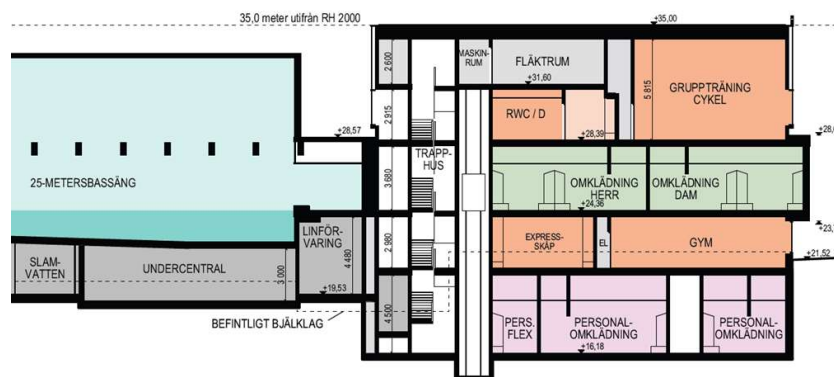 35,0 meter utifrån RH 2000
+35,00
2.600
MASKIN-
RUM
FLÄKTRUM
+31,60
5 815
GRUPPTRÄNING
CYKEL
2.915
RWC / D
+28,57
+28,39
TRAPP-
HUS
25-METERSBASSÄNG
3.680
OMKLÄDNING
HERR
OMKLÄDNING
DAM
+24,36
LINFÖR-
VARING
4 480
2.980
EXPRESS-
SKÅP
EL
GYM
+21,52
SLAM-
VATTEN
UNDERCENTRAL
3.000
+19,53
4.500
BEFINTLIGT BJÄLKLAG
PERS.
FLEX
PERSONAL-
OMKLÄDNING
PERSONAL-
OMKLÄDNING
+16,18